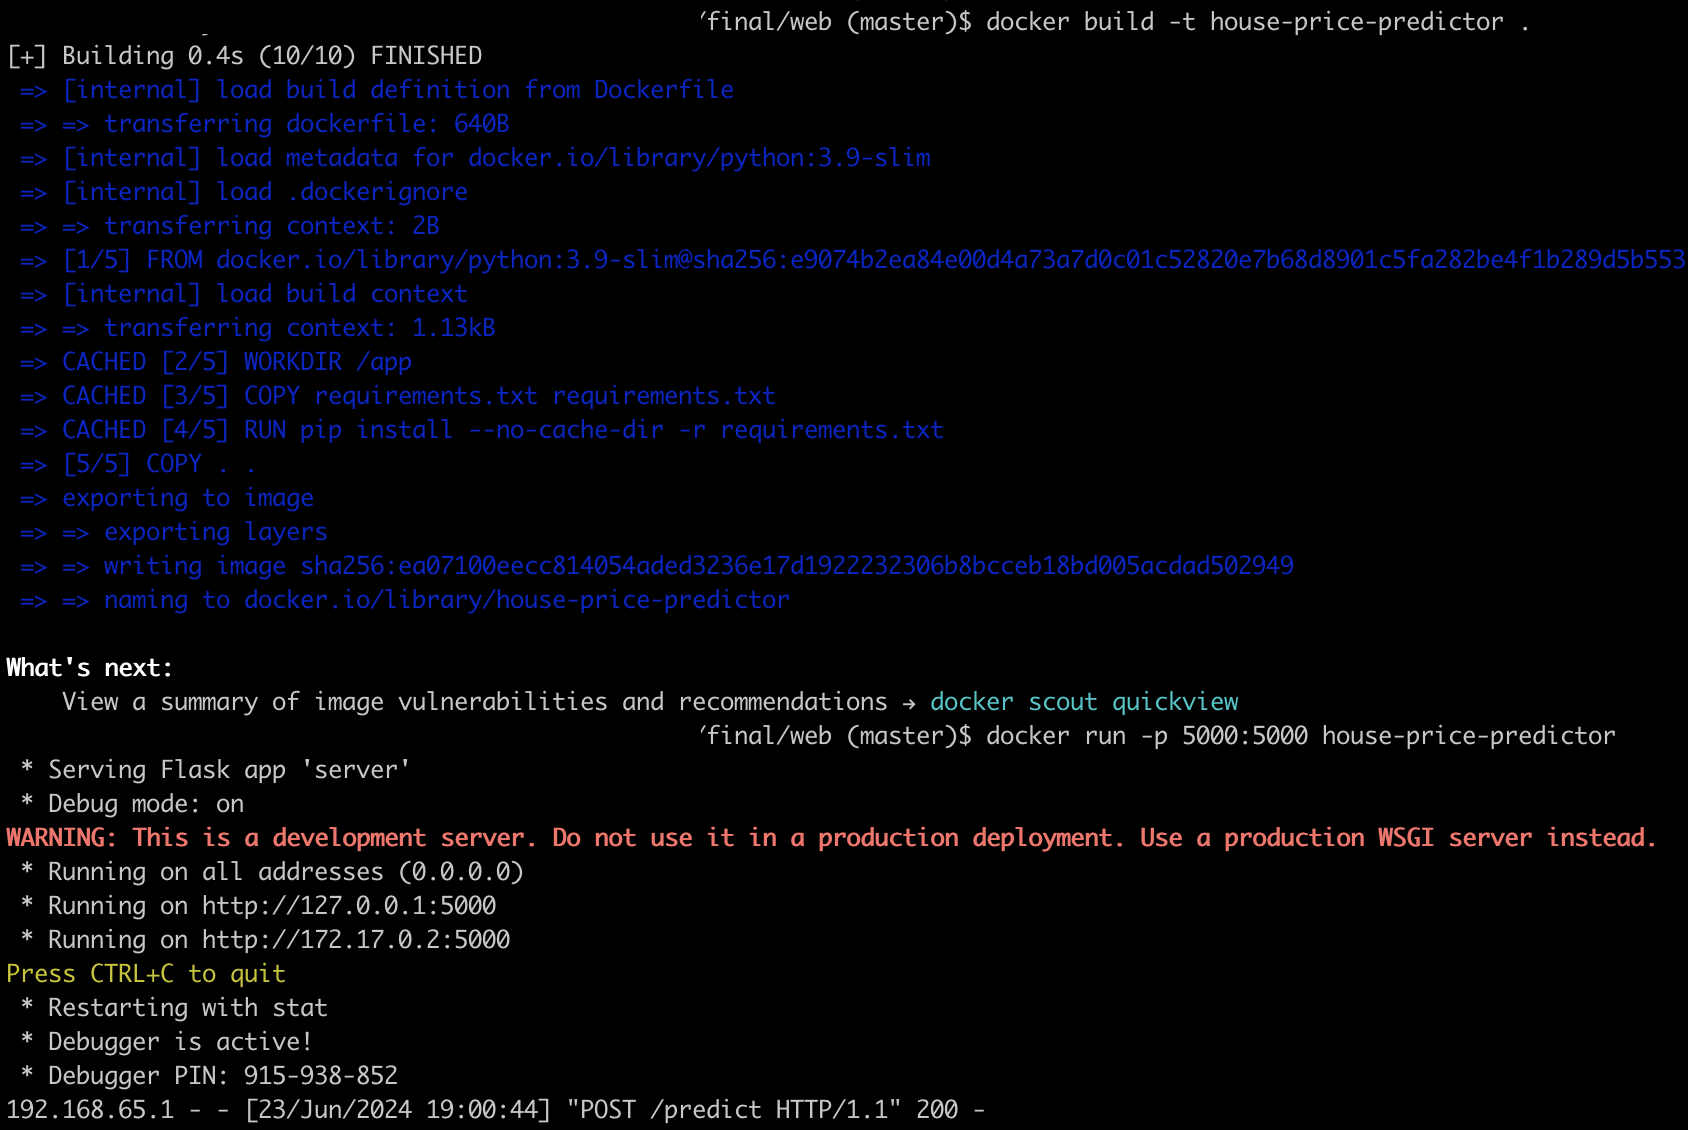 /final/web (master)$ docker build -t house-price-predictor .
[+] Building 0.4s (10/10) FINISHED
=> [internal] load build definition from Dockerfile
=> => transferring dockerfile: 640B
=> [internal] load metadata for docker.io/library/python:3.9-slim
=> [internal] load .dockerignore
=> => transferring context: 2B
=> [1/5] FROM docker.io/library/python:3.9-slim@sha256:e9074b2ea84e00d4a73a7d0c01c52820e7b68d8901c5fa282be4f1b289d5b553
=> [internal] load build context
=> => transferring context: 1.13kB
=> CACHED [2/5] WORKDIR /app
=> CACHED [3/5] COPY requirements.txt requirements.txt
=> CACHED [4/5] RUN pip install --no-cache-dir -r requirements.txt
=> [5/5] COPY . .
=> exporting to image
=> => exporting layers
=> => writing image sha256:ea07100eecc814054aded3236e17d1922232306b8bcceb18bd005acdad502949
=> => naming to docker.io/library/house-price-predictor
What's next:
View a summary of image vulnerabilities and recommendations → docker scout quickview
/final/web (master)$ docker run -p 5000:5000 house-price-predictor
* Serving Flask app 'server'
* Debug mode: on
WARNING: This is a development server. Do not use it in a production deployment. Use a production WSGI server instead.
* Running on all addresses (0.0.0.0)
* Running on http://127.0.0.1:5000
* Running on http://172.17.0.2:5000
Press CTRL+C to quit
* Restarting with stat
* Debugger is active!
* Debugger PIN: 915-938-852
192.168.65.1 - - [23/Jun/2024 19:00:44] "POST /predict HTTP/1.1" 200 -